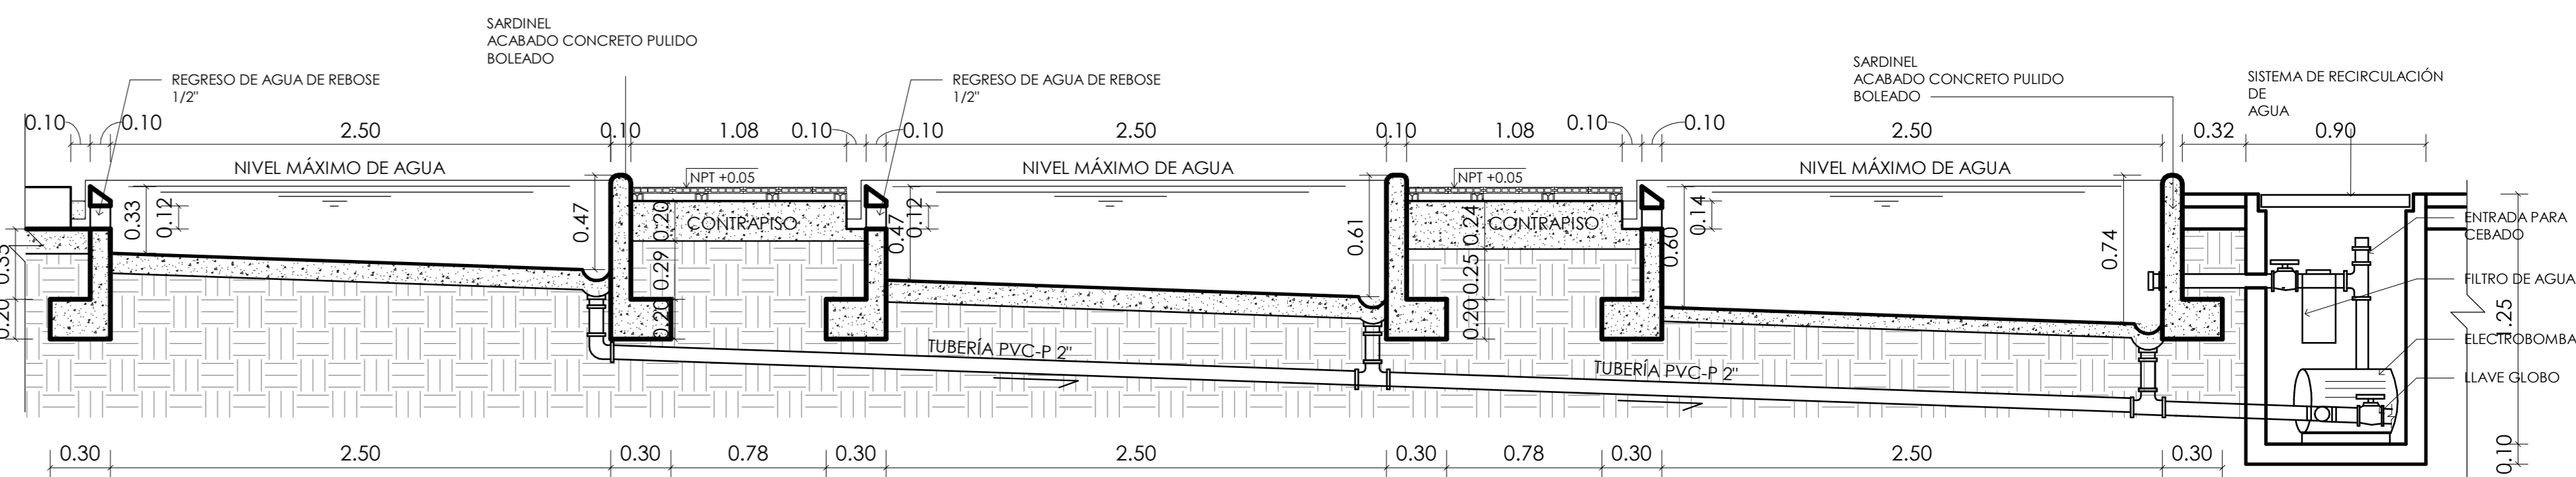 SARDINEL
ACABADO CONCRETO PULIDO
BOLEADO
REGRESO DE AGUA DE REBOSE
1/2"
REGRESO DE AGUA DE REBOSE
1/2"
SARDINEL
ACABADO CONCRETO PULIDO
BOLEADO
SISTEMA DE RECIRCULACIÓN
DE
AGUA
0.10 0.10 2.50 0.10 1.08 0.10 0.10 2.50 0.10 1.08 0.10 0.10 2.50 0.32 0.90
NIVEL MÁXIMO DE AGUA
NPT +0.05
NIVEL MÁXIMO DE AGUA
NPT +0.05
NIVEL MÁXIMO DE AGUA
0.33
0.12
0.47
0.20
CONTRAPISO
0.47
0.12
0.61
0.24
CONTRAPISO
0.60
0.14
0.74
ENTRADA PARA
CEBADO
0.29
0.25
FILTRO DE AGUA
0.20
0.20
0.20
1.25
ELECTROBOMBA
TUBERÍA PVC-P 2"
TUBERÍA PVC-P 2"
LLAVE GLOBO
0.30 2.50 0.30 0.78 0.30 2.50 0.30 0.78 0.30 2.50 0.30
0.10